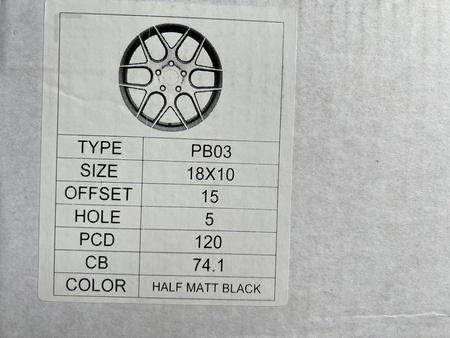 TYPE PB03
SIZE 18X10
OFFSET 15
HOLE 5
PCD 120
CB 74.1
COLOR HALF MATT BLACK